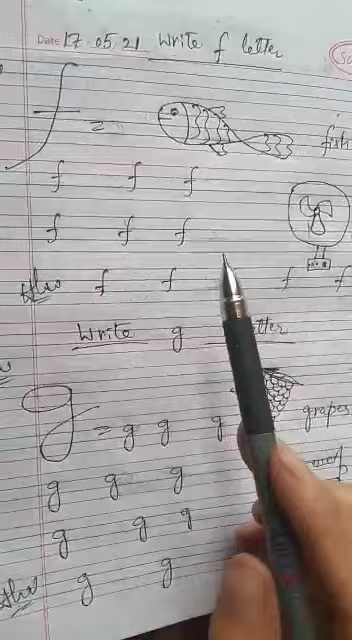 Date 17.05.21 Write f letter
f = fish
f f f
f f f
f f f f
Write g letter
g = g g g grapes
g g g
g g g
g g